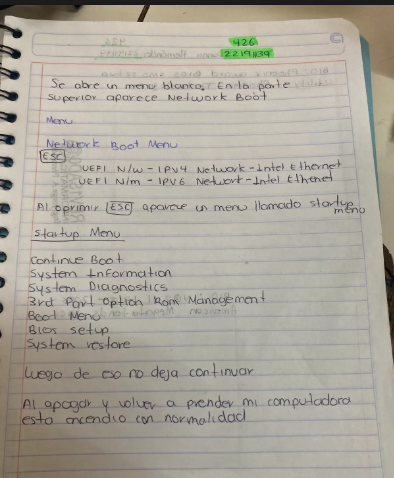 426
2219439
Se abre un menu blanco, En la parte
superior aparece Network Boot
Menu
Network Boot Menu
ESC
UEFI N/W - IPV4 Network - Intel Ethernet
UEFI N/m - IPV6 Network - Intel Ethenet
Al oprimir ESC aparece un menu llamado startup
menu
Startup Menu
Continue Boot
System Information
System Diagnostics
3rd Part Option Rom Management
Boot Menu
Bios setup
System restore
Luego de eso no deja continuar
Al apagar y volver a prender mi computadora
esta encendio con normalidad